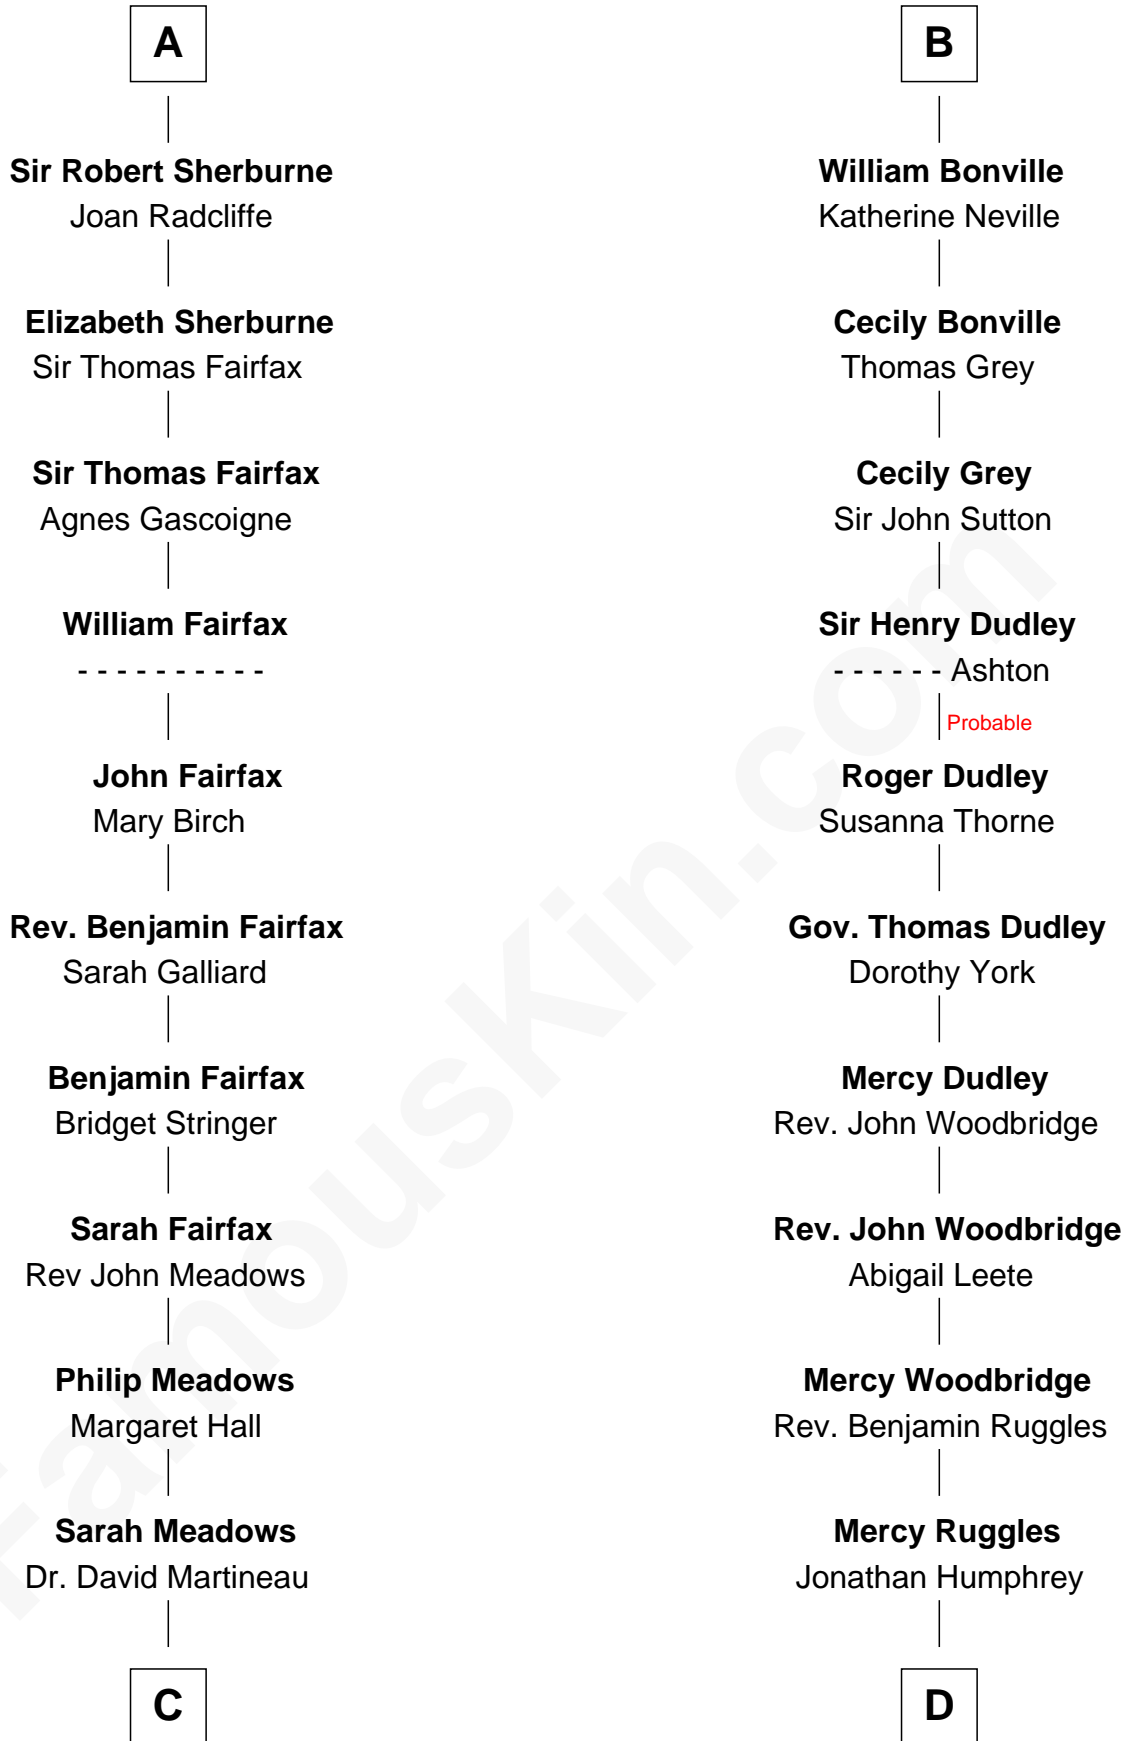 A
Sir Robert Sherburne
Joan Radcliffe
Elizabeth Sherburne
Sir Thomas Fairfax
Sir Thomas Fairfax
Agnes Gascoigne
William Fairfax
- - - - - - - - - -
John Fairfax
Mary Birch
Rev. Benjamin Fairfax
Sarah Galliard
Benjamin Fairfax
Bridget Stringer
Sarah Fairfax
Rev John Meadows
Philip Meadows
Margaret Hall
Sarah Meadows
Dr. David Martineau
C
B
William Bonville
Katherine Neville
Cecily Bonville
Thomas Grey
Cecily Grey
Sir John Sutton
Sir Henry Dudley
- - - - - - Ashton
Probable
Roger Dudley
Susanna Thorne
Gov. Thomas Dudley
Dorothy York
Mercy Dudley
Rev. John Woodbridge
Rev. John Woodbridge
Abigail Leete
Mercy Woodbridge
Rev. Benjamin Ruggles
Mercy Ruggles
Jonathan Humphrey
D
FamousKin.com